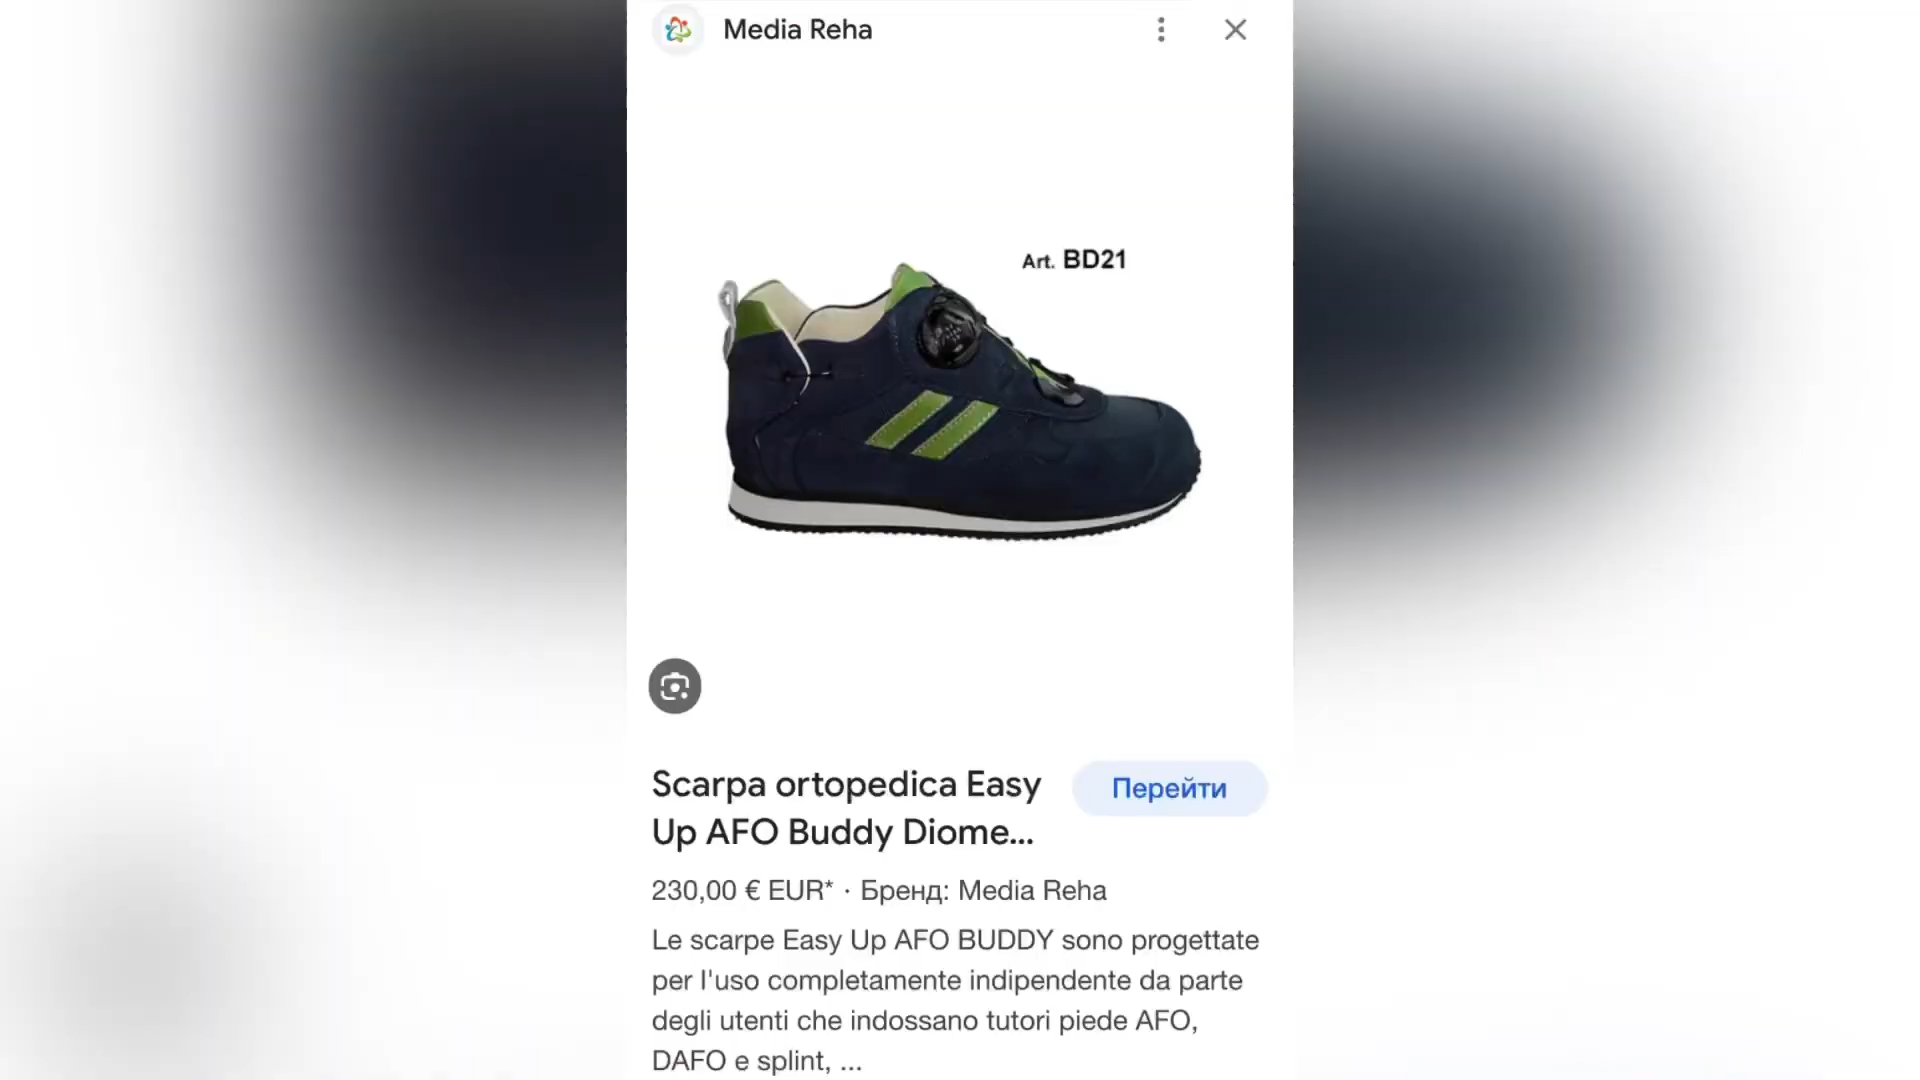 Media Reha
Art. BD21
Scarpa ortopedica Easy
Up AFO Buddy Diome...
Перейти
230,00 € EUR* · Бренд: Media Reha
Le scarpe Easy Up AFO BUDDY sono progettate
per l'uso completamente indipendente da parte
degli utenti che indossano tutori piede AFO,
DAFO e splint, ...